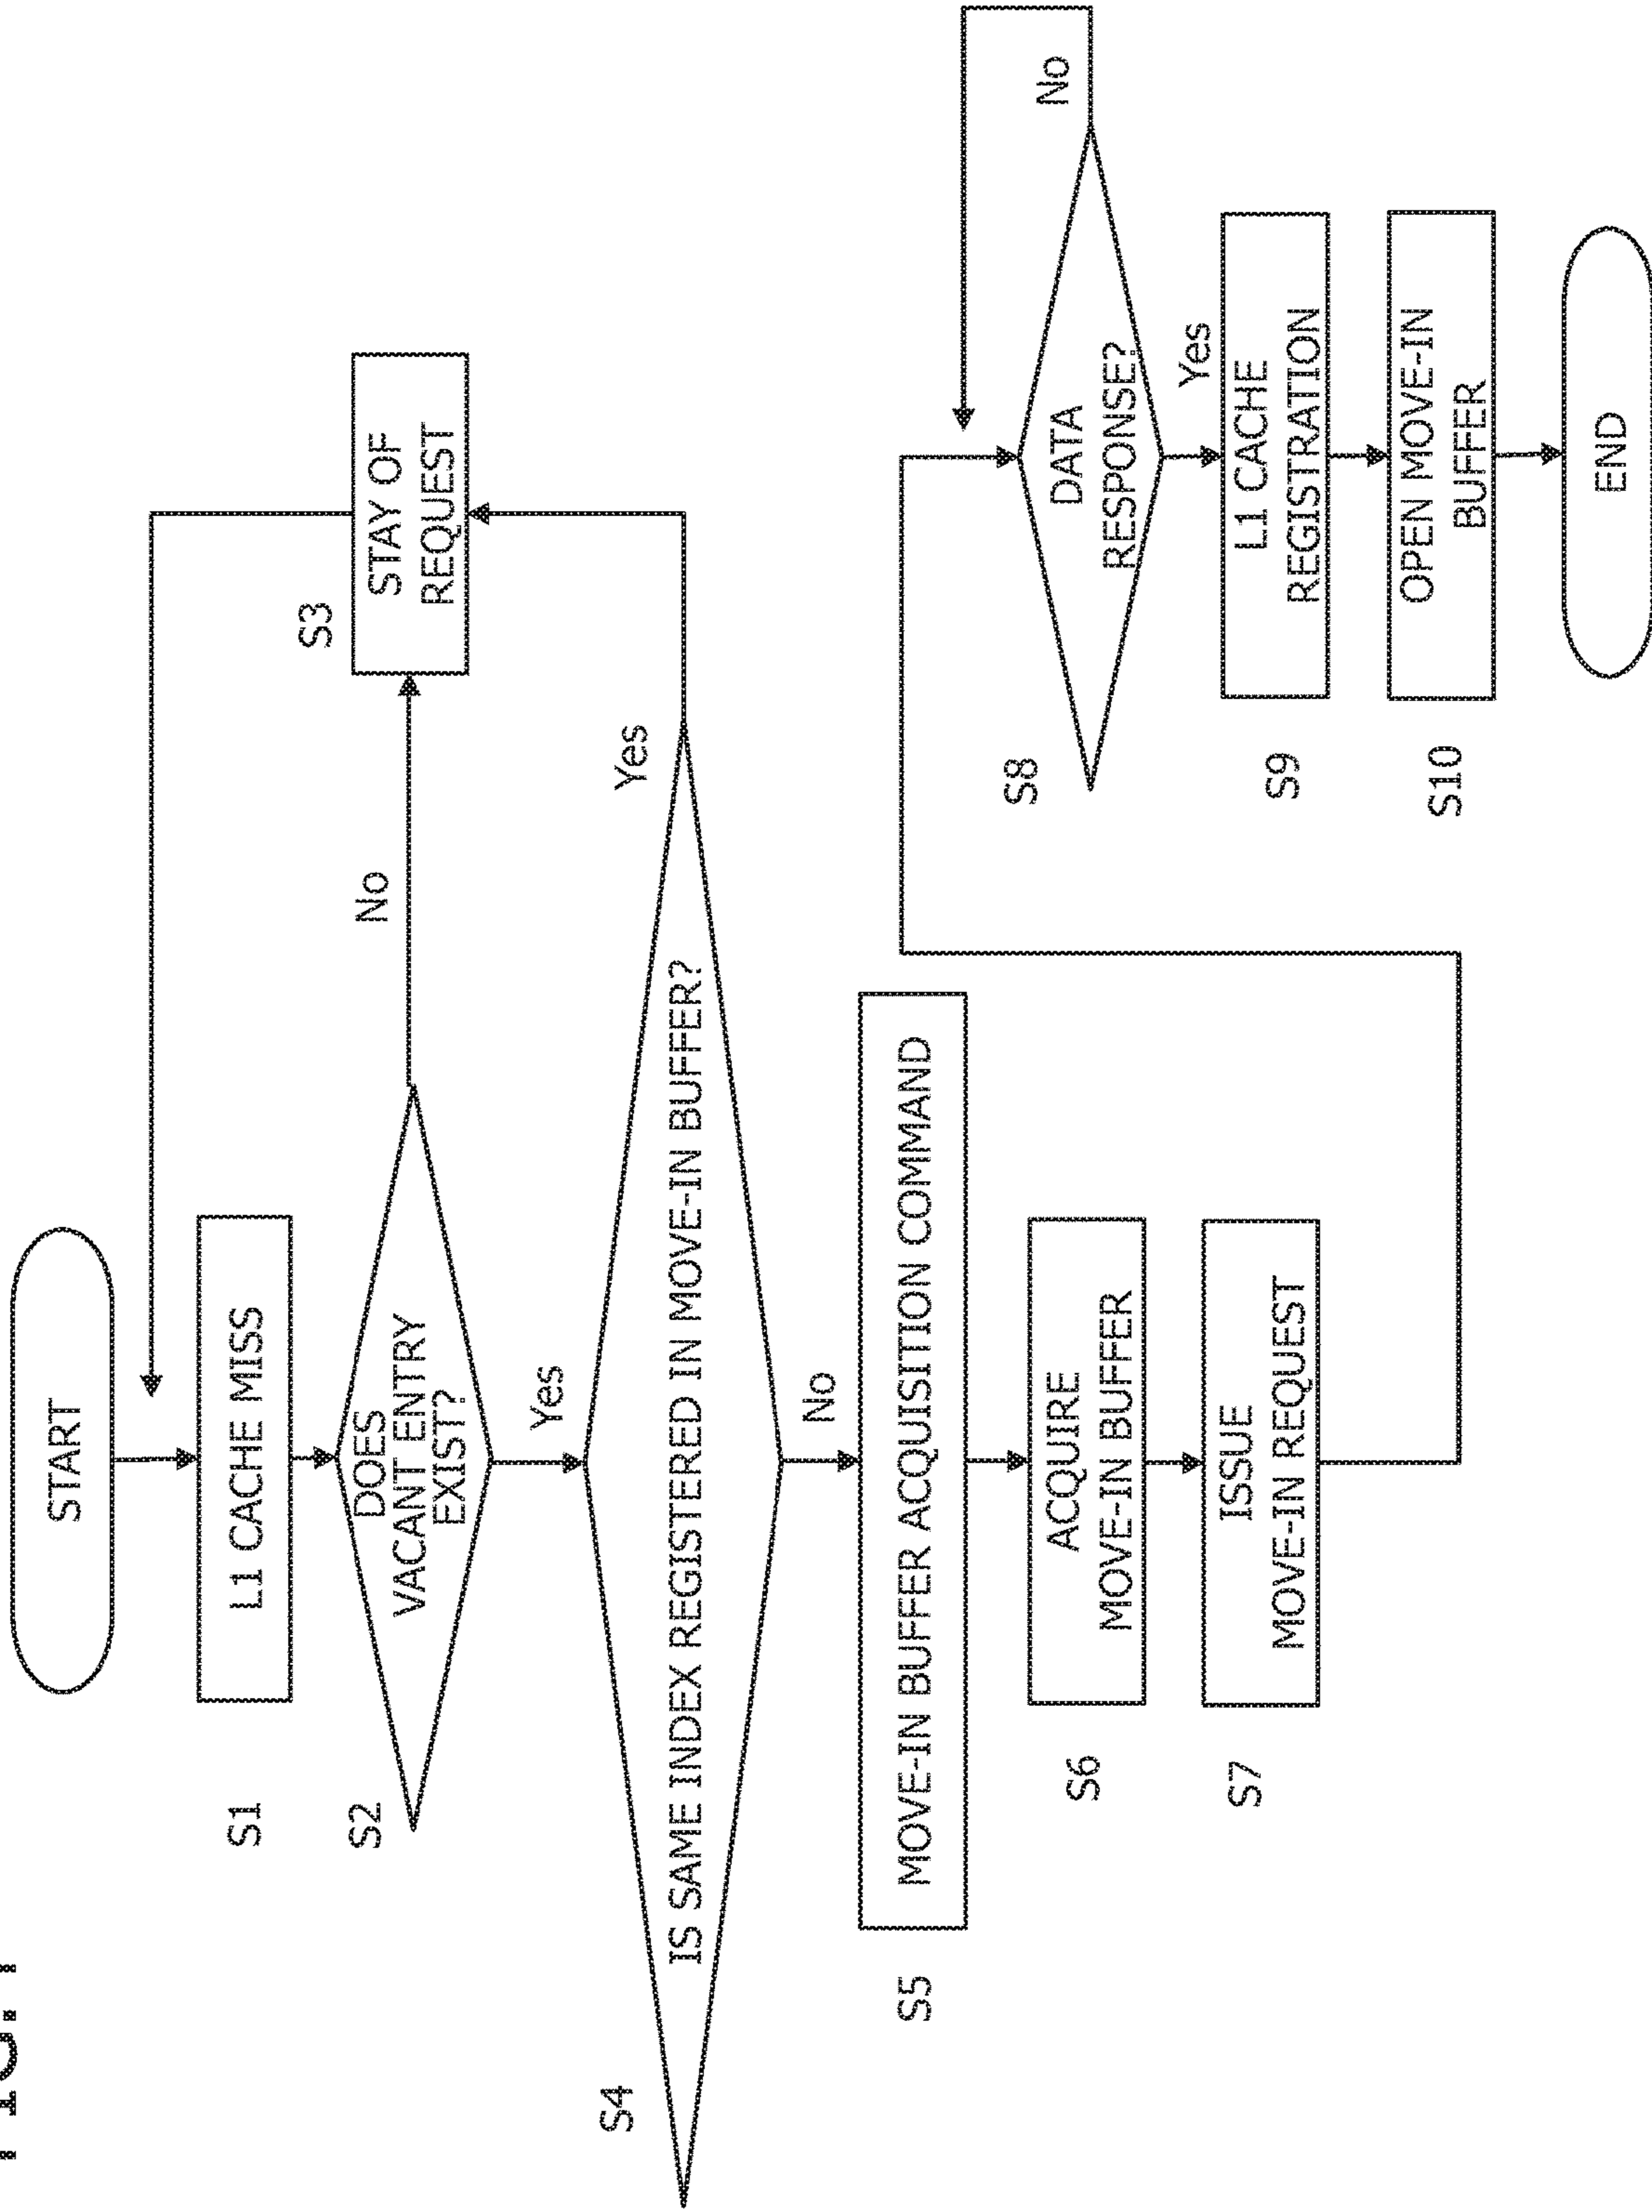 START
S1
L1 CACHE MISS
S2
DOES
VACANT ENTRY
EXIST?
No
S3
STAY OF
REQUEST
Yes
S4
IS SAME INDEX REGISTERED IN MOVE-IN BUFFER?
Yes
No
S5
MOVE-IN BUFFER ACQUISITION COMMAND
S6
ACQUIRE
MOVE-IN BUFFER
S7
ISSUE
MOVE-IN REQUEST
S8
DATA
RESPONSE?
No
Yes
S9
L1 CACHE
REGISTRATION
S10
OPEN MOVE-IN
BUFFER
END